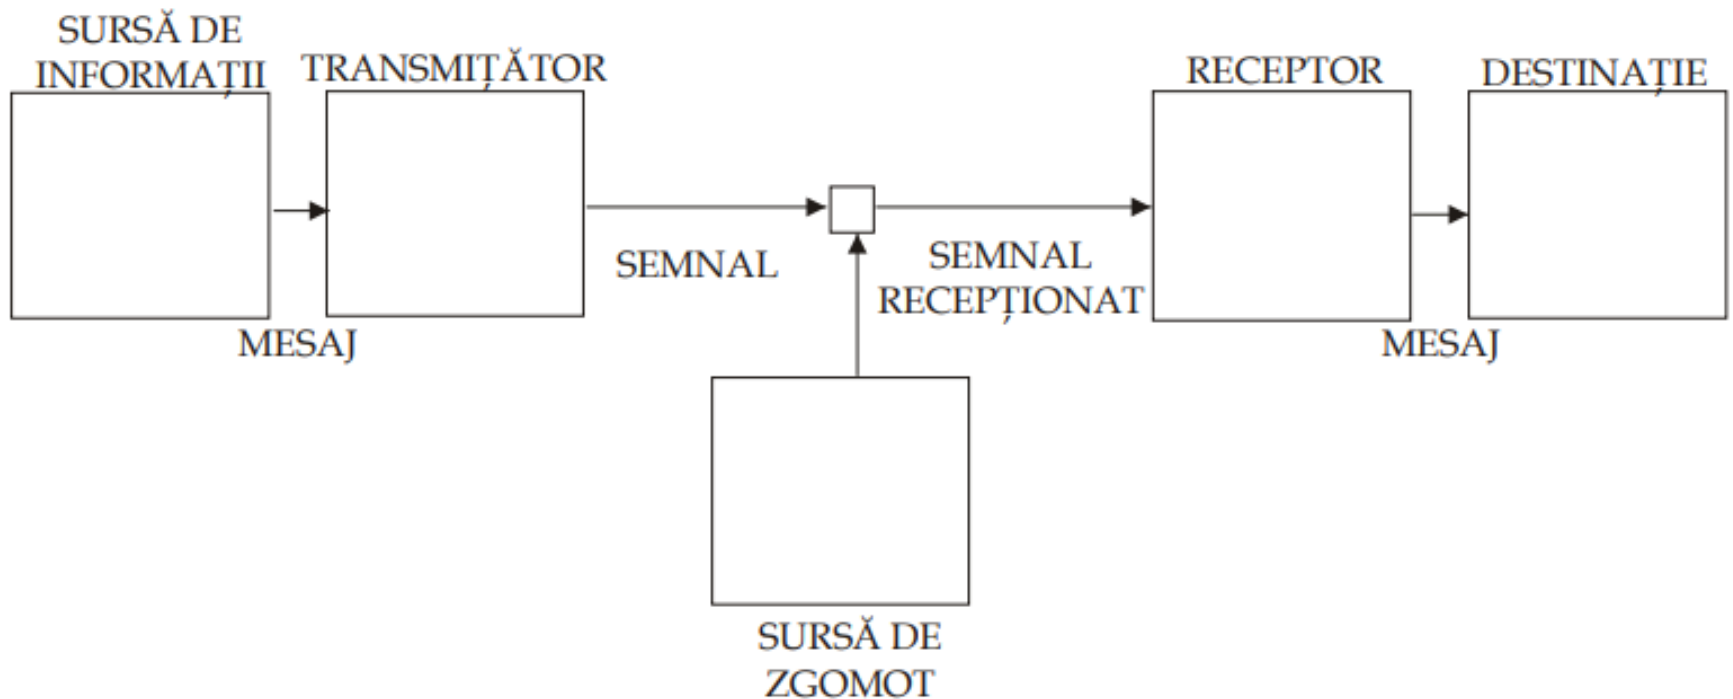 SURSĂ DE
INFORMAȚII
TRANSMIȚĂTOR
RECEPTOR
DESTINAȚIE
SEMNAL
SEMNAL
RECEPȚIONAT
MESAJ
MESAJ
SURSĂ DE
ZGOMOT